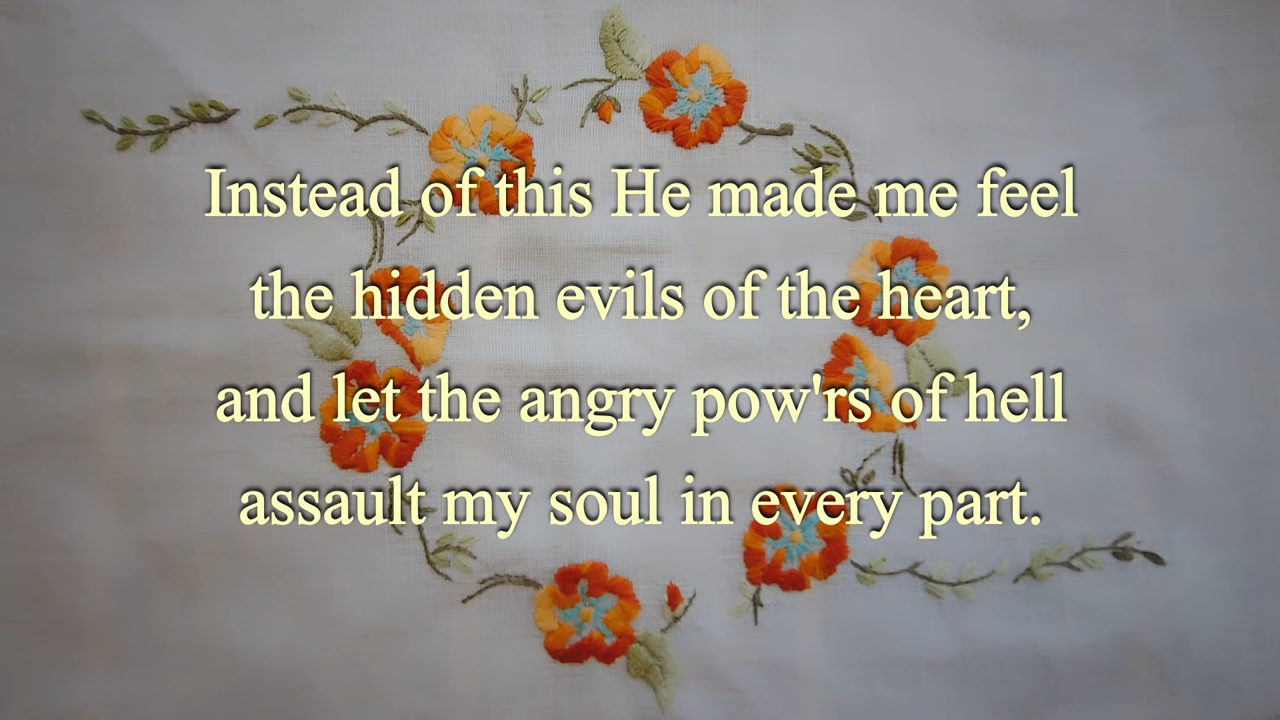 Instead of this He made me feel
the hidden evils of the heart,
and let the angry pow'rs of hell
assault my soul in every part.